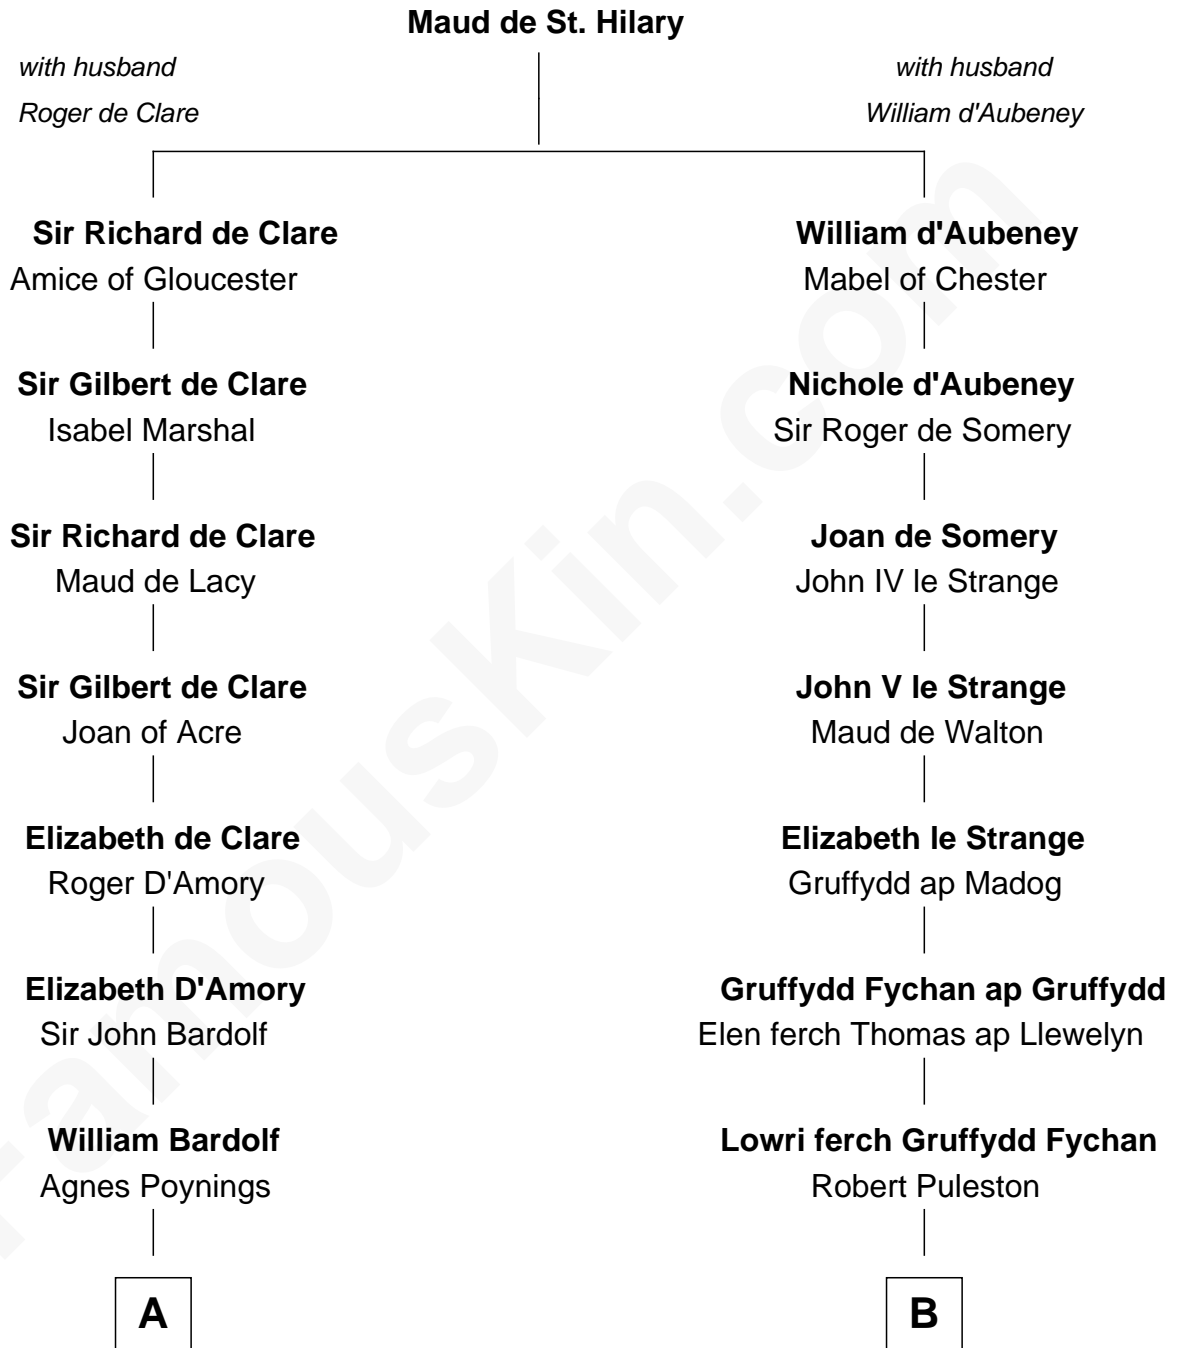 Maud de St. Hilary
with husband
Roger de Clare
with husband
William d'Aubeney
Sir Richard de Clare
Amice of Gloucester
William d'Aubeney
Mabel of Chester
Sir Gilbert de Clare
Isabel Marshal
Nichole d'Aubeney
Sir Roger de Somery
Sir Richard de Clare
Maud de Lacy
Joan de Somery
John IV le Strange
Sir Gilbert de Clare
Joan of Acre
John V le Strange
Maud de Walton
Elizabeth de Clare
Roger D'Amory
Elizabeth le Strange
Gruffydd ap Madog
Elizabeth D'Amory
Sir John Bardolf
Gruffydd Fychan ap Gruffydd
Elen ferch Thomas ap Llewelyn
William Bardolf
Agnes Poynings
Lowri ferch Gruffydd Fychan
Robert Puleston
A
B
FamousKin.com